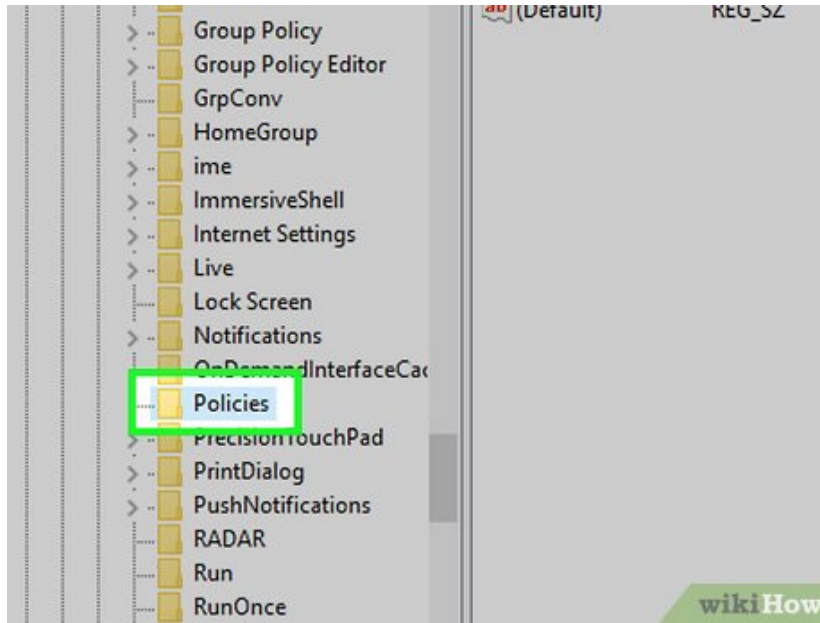 Group Policy
Group Policy Editor
GrpConv
HomeGroup
ime
ImmersiveShell
Internet Settings
Live
Lock Screen
Notifications
OnDemandInterfaceCac
Policies
PrecisionTouchPad
PrintDialog
PushNotifications
RADAR
Run
RunOnce
ab (Default) REG_SZ
wikiHow